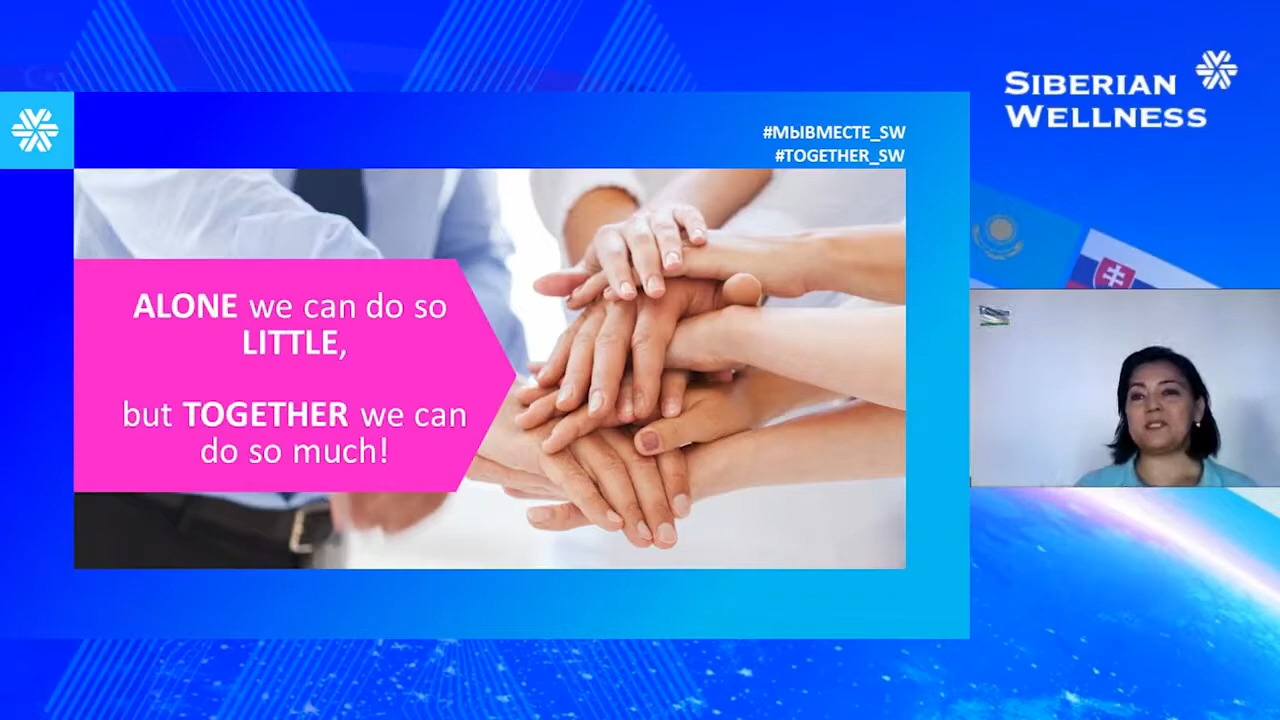 SIBERIAN
WELLNESS
#МЫВМЕСТЕ_SW
#TOGETHER_SW
ALONE we can do so
LITTLE,
but TOGETHER we can
do so much!